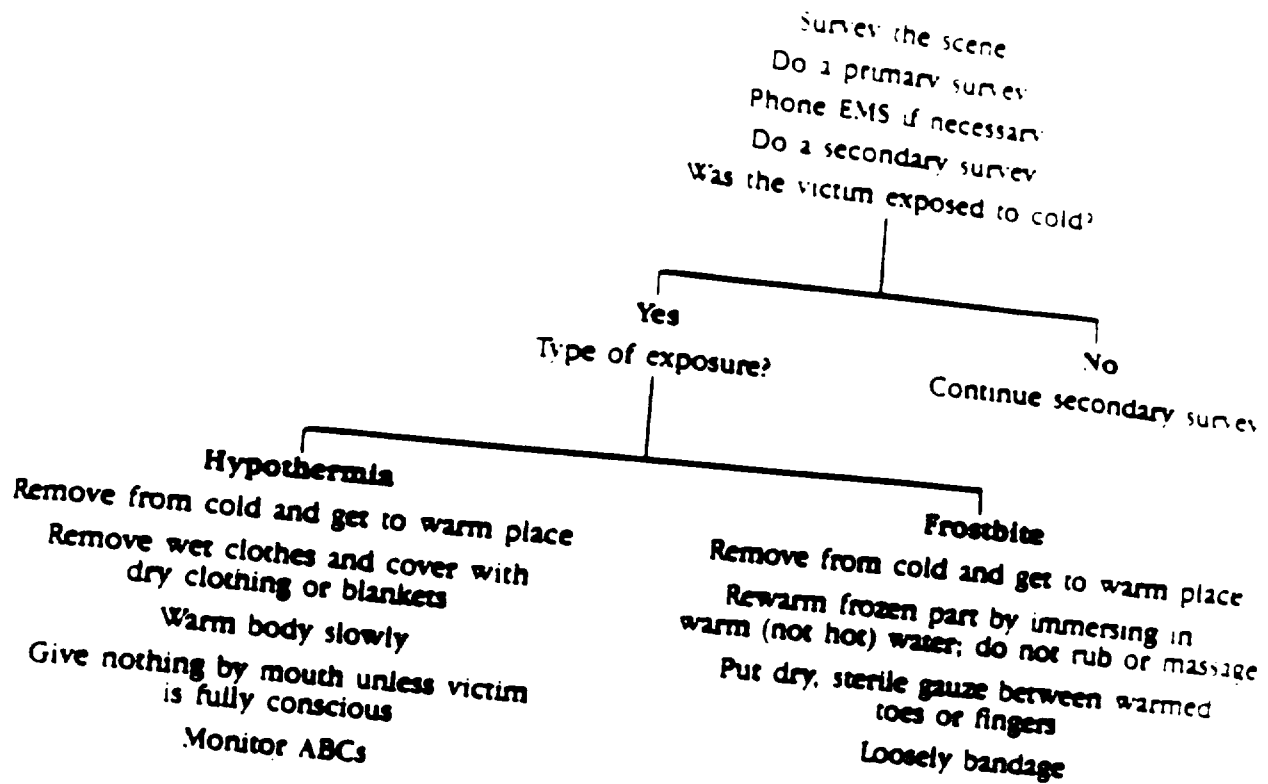 Survey the scene
Do a primary survey
Phone EMS if necessary
Do a secondary survey
Was the victim exposed to cold?
Yes
Type of exposure?
No
Continue secondary survey
Hypothermia
Remove from cold and get to warm place
Remove wet clothes and cover with
dry clothing or blankets
Warm body slowly
Give nothing by mouth unless victim
is fully conscious
Monitor ABCs
Frostbite
Remove from cold and get to warm place
Rewarm frozen part by immersing in
warm (not hot) water; do not rub or massage
Put dry, sterile gauze between warmed
toes or fingers
Loosely bandage